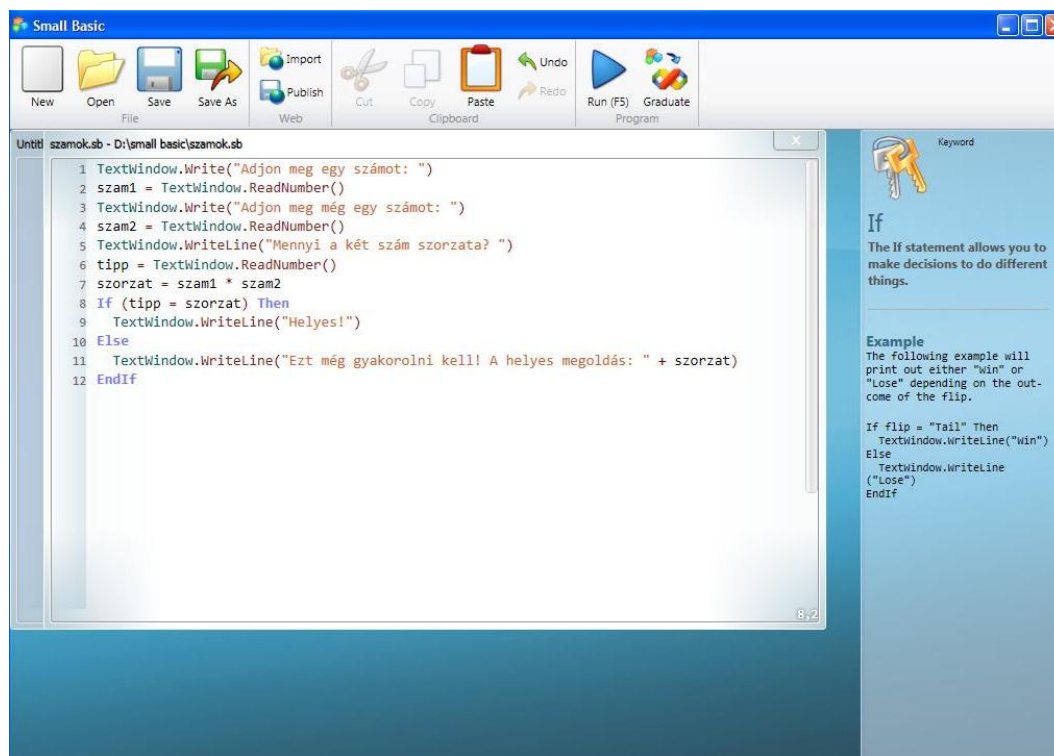 Small Basic
New
Open
Save
Save As
File
Import
Publish
Web
Cut
Copy
Paste
Undo
Redo
Clipboard
Run (F5)
Graduate
Program
Untitl
szamok.sb - D:\small basic\szamok.sb
x
1 TextWindow.Write("Adjon meg egy számot: ")
2 szam1 = TextWindow.ReadNumber()
3 TextWindow.Write("Adjon meg még egy számot: ")
4 szam2 = TextWindow.ReadNumber()
5 TextWindow.WriteLine("Mennyi a két szám szorzata? ")
6 tipp = TextWindow.ReadNumber()
7 szorzat = szam1 * szam2
8 If (tipp = szorzat) Then
9 TextWindow.WriteLine("Helyes!")
10 Else
11 TextWindow.WriteLine("Ezt még gyakorolni kell! A helyes megoldás: " + szorzat)
12 EndIf
8,2
Keyword
If
The If statement allows you to
make decisions to do different
things.
Example
The following example will
print out either "Win" or
"Lose" depending on the out-
come of the flip.
If flip = "Tail" Then
TextWindow.WriteLine("Win")
Else
TextWindow.WriteLine
("Lose")
EndIf